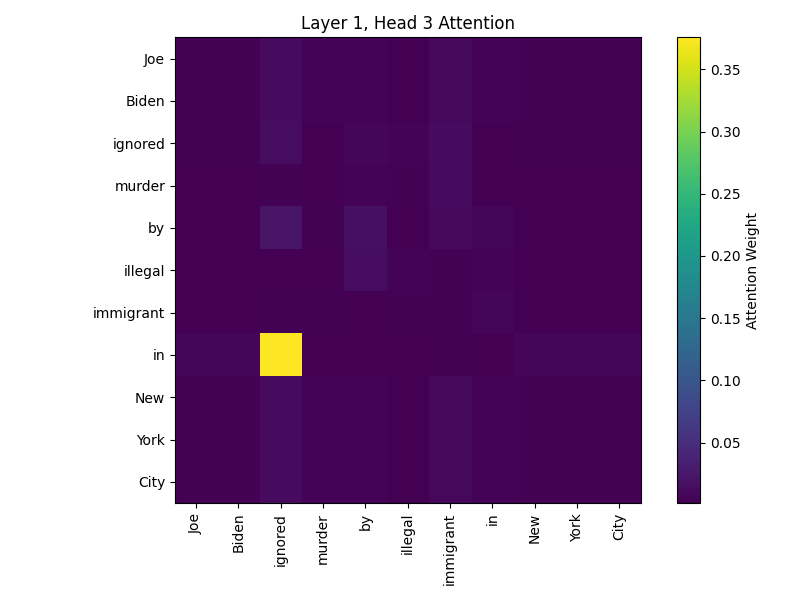 Layer 1, Head 3 Attention
Joe
Biden
ignored
murder
by
illegal
immigrant
in
New
York
City
Joe
Biden
ignored
murder
by
illegal
immigrant
in
New
York
City
0.35
0.30
0.25
0.20
0.15
0.10
0.05
Attention Weight